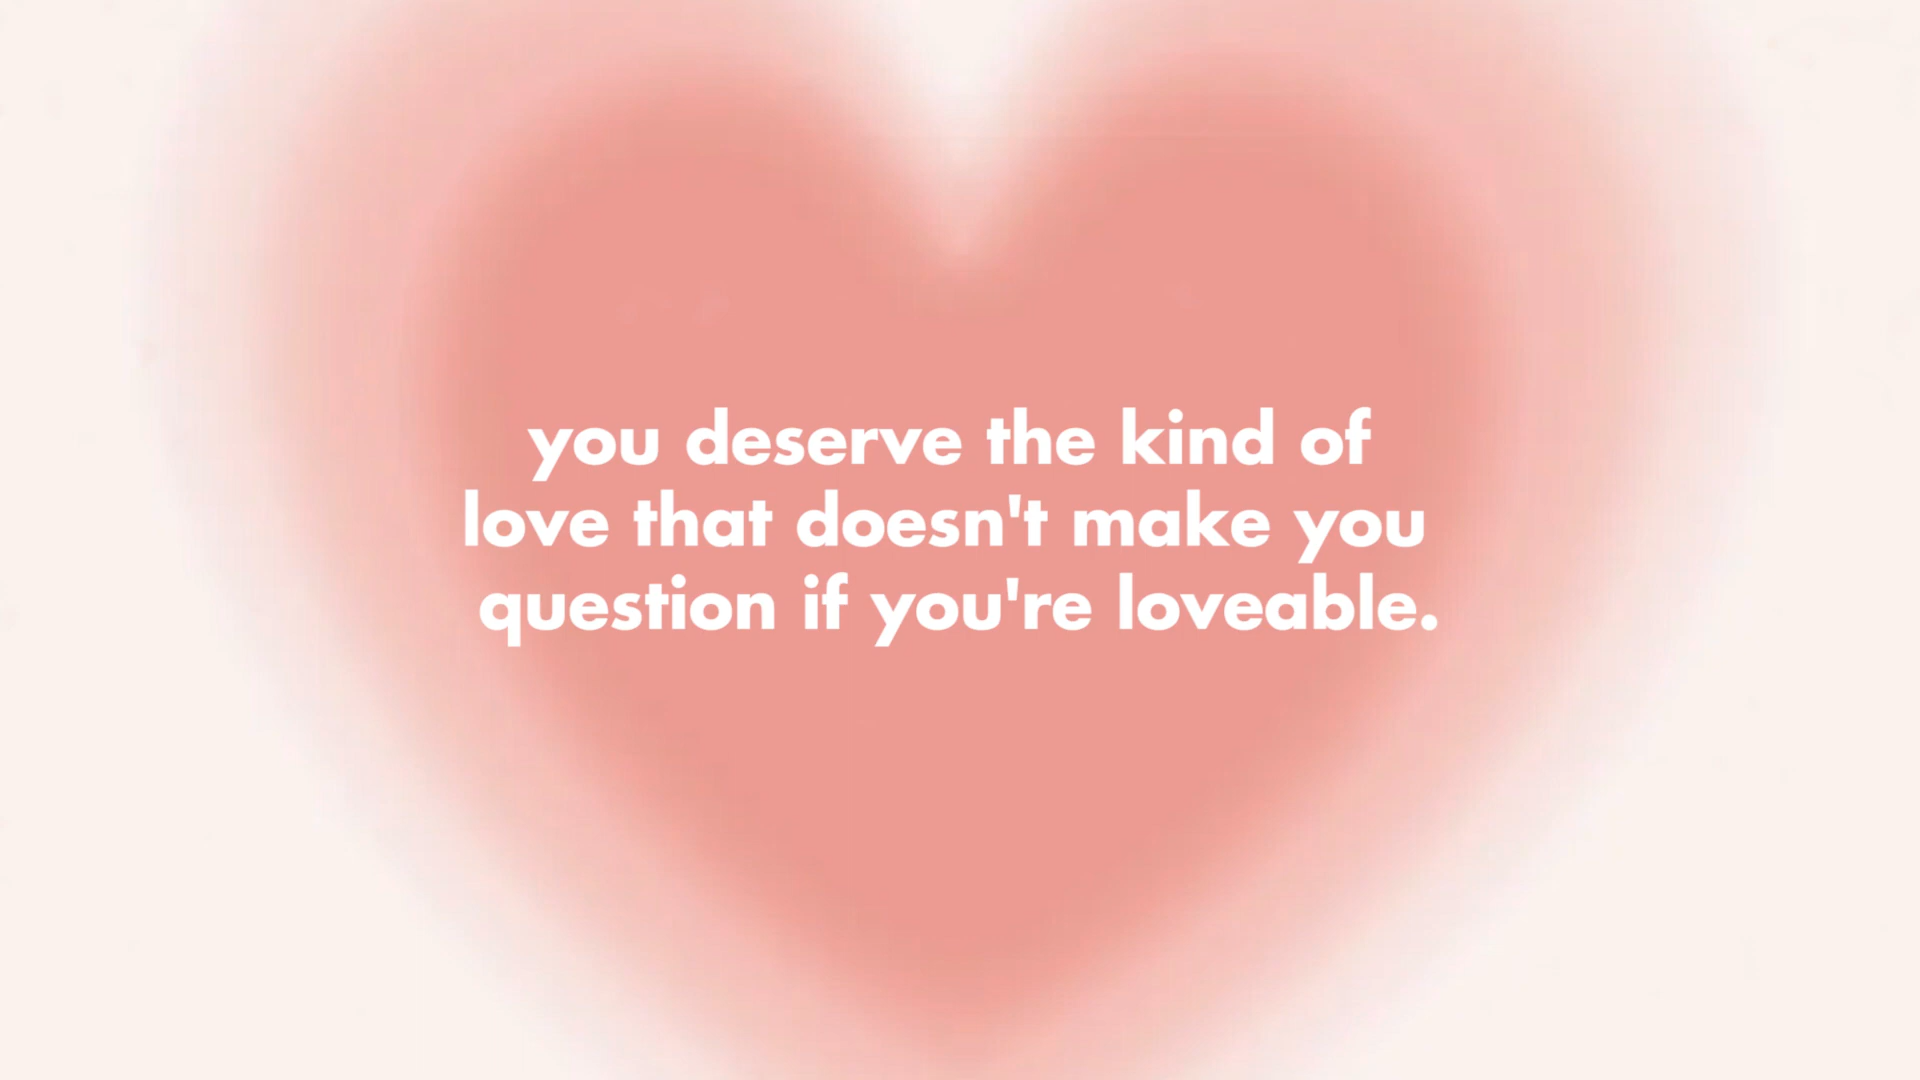 you deserve the kind of
love that doesn't make you
question if you're loveable.